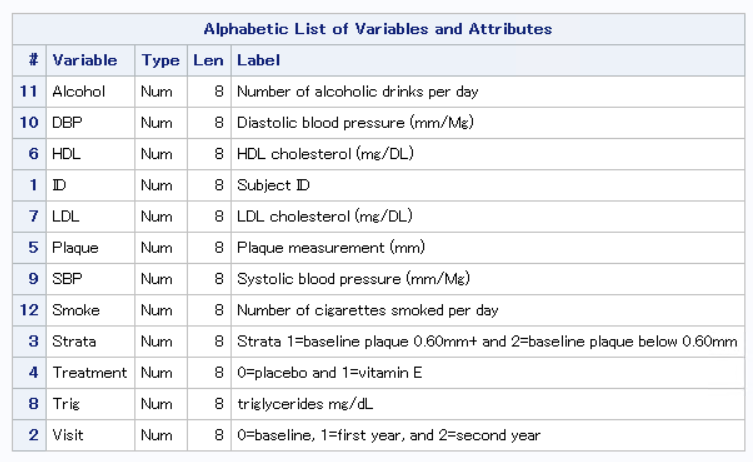 Alphabetic List of Variables and Attributes
# Variable Type Len Label
11 Alcohol Num 8 Number of alcoholic drinks per day
10 DBP Num 8 Diastolic blood pressure (mm/Mg)
6 HDL Num 8 HDL cholesterol (mg/DL)
1 ID Num 8 Subject ID
7 LDL Num 8 LDL cholesterol (mg/DL)
5 Plaque Num 8 Plaque measurement (mm)
9 SBP Num 8 Systolic blood pressure (mm/Mg)
12 Smoke Num 8 Number of cigarettes smoked per day
3 Strata Num 8 Strata 1=baseline plaque 0.60mm+ and 2=baseline plaque below 0.60mm
4 Treatment Num 8 0=placebo and 1=vitamin E
8 Trig Num 8 triglycerides mg/dL
2 Visit Num 8 0=baseline, 1=first year, and 2=second year